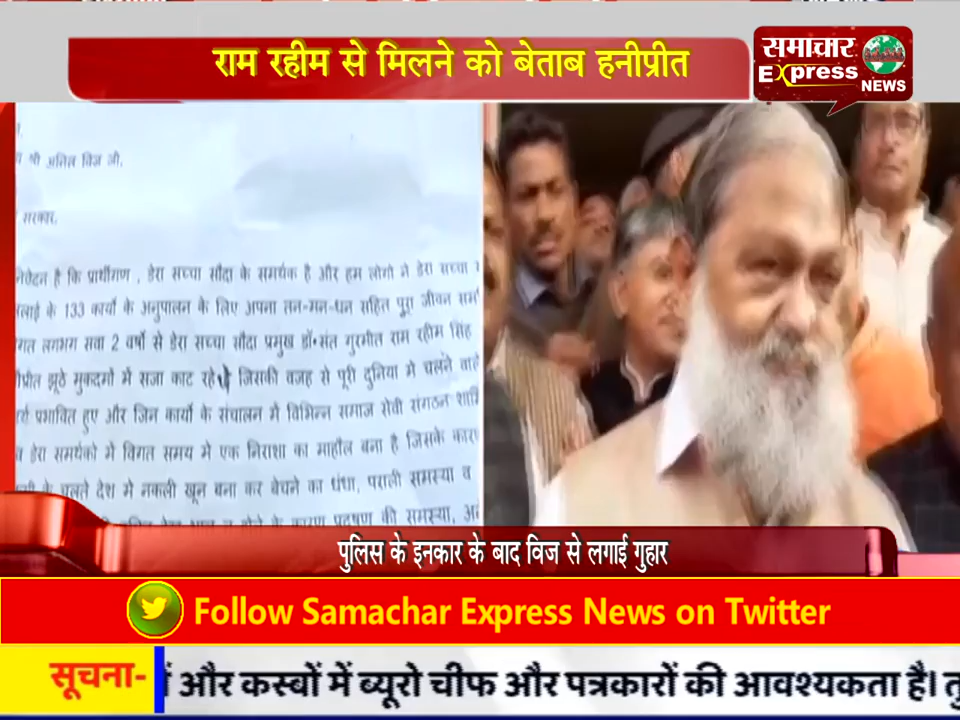 राम रहीम से मिलने को बेताब हनीप्रीत
समाचार
Express
NEWS
श्री अनिल विज जी,
सरकार,
है कि प्रार्थीगण , डेरा सच्चा सौदा के समर्थक है और हम लोगो ने डेरा सच्चा
के 133 कार्यो के अनुपालन के लिए अपना तन-मन-धन सहित पूरा जीवन
लगभग सवा 2 वर्षो से डेरा सच्चा सौदा प्रमुख डॉ॰संत गुरमीत राम रहीम सिंह
झूठे मुकदमों में सजा काट रहे जिसकी वजह से पूरी दुनिया मे चलने
प्रभावित हुए और जिन कार्यो के संचालन में विभिन्न समाज सेवी संगठन
डेरा समर्थको में विगत समय मे एक निराशा का माहौल बना है जिसके
के चलते देश मे नकली खून बना कर बेचने का धंधा, पराली समस्या व
के कारण प्रदूषण की समस्या,
पुलिस के इनकार के बाद विज से लगाई गुहार
Follow Samachar Express News on Twitter
सूचना- और कस्बों में ब्यूरो चीफ और पत्रकारों की आवश्यकता है।